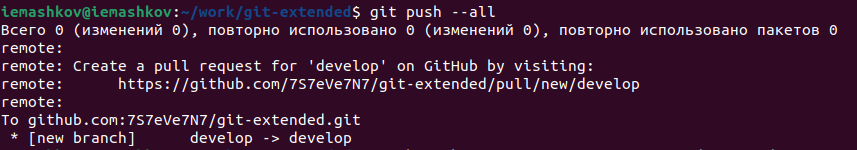 iemashkov@iemashkov:~/work/git-extended$ git push --all
Всего 0 (изменений 0), повторно использовано 0 (изменений 0), повторно использовано пакетов 0
remote:
remote: Create a pull request for 'develop' on GitHub by visiting:
remote:      https://github.com/7S7eVe7N7/git-extended/pull/new/develop
remote:
To github.com:7S7eVe7N7/git-extended.git
 * [new branch]      develop -> develop